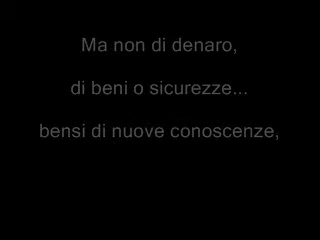 Ma non di denaro,
di beni o sicurezze...
bensi di nuove conoscenze,